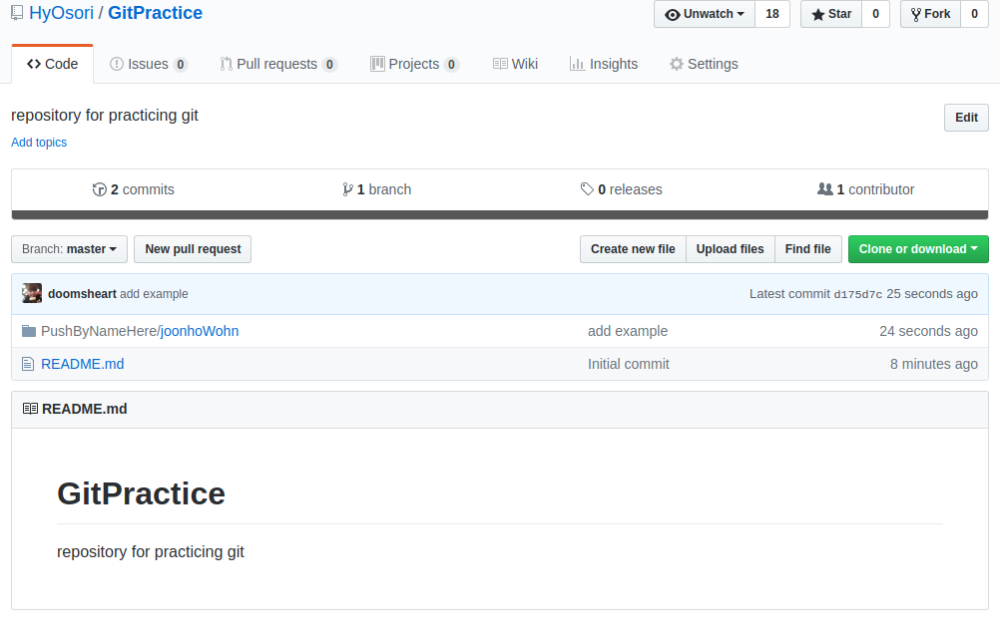 HyOsori / GitPractice Unwatch 18 Star 0 Fork 0
Code Issues 0 Pull requests 0 Projects 0 Wiki Insights Settings
repository for practicing git Edit
Add topics
2 commits 1 branch 0 releases 1 contributor
Branch: master New pull request Create new file Upload files Find file Clone or download
doomsheart add example Latest commit d175d7c 25 seconds ago
PushByNameHere/joonhoWohn add example 24 seconds ago
README.md Initial commit 8 minutes ago
README.md
GitPractice
repository for practicing git